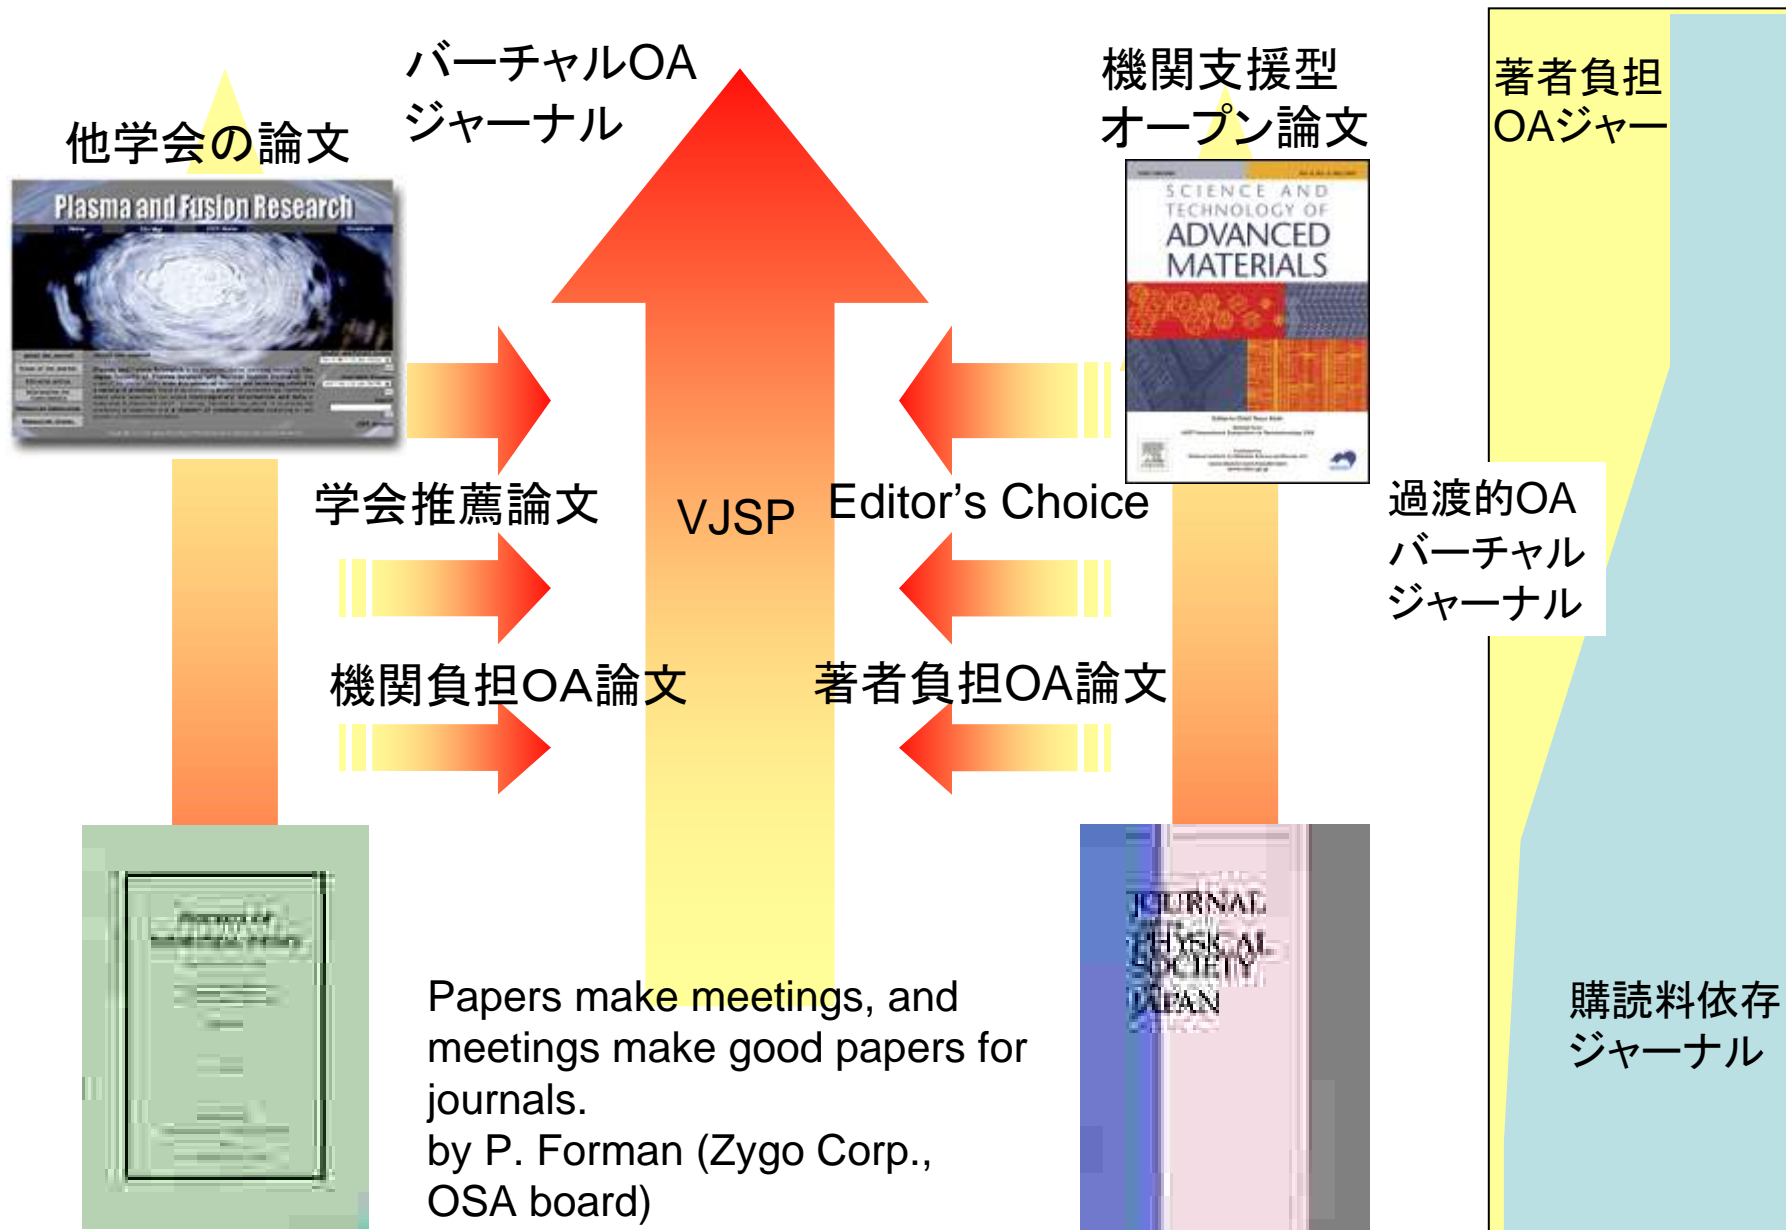 バーチャルOA
ジャーナル
機関支援型
オープン論文
著者負担
OAジャー
他学会の論文
Plasma and Fusion Research
SCIENCE AND
TECHNOLOGY OF
ADVANCED
MATERIALS
学会推薦論文
VJSP
Editor's Choice
過渡的OA
バーチャル
ジャーナル
機関負担OA論文
著者負担OA論文
JOURNAL
PHYSICAL
SOCIETY
JAPAN
購読料依存
ジャーナル
Papers make meetings, and
meetings make good papers for
journals.
by P. Forman (Zygo Corp.,
OSA board)